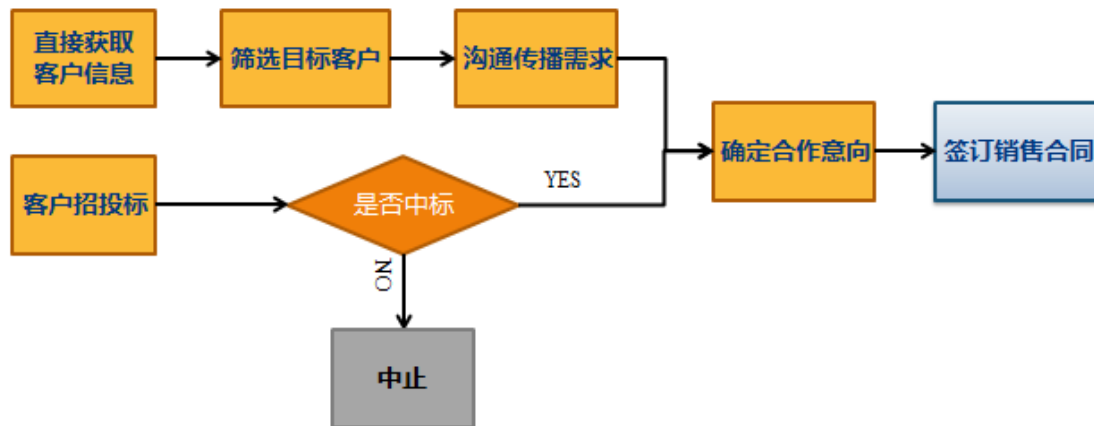 直接获取
客户信息
筛选目标客户
沟通传播需求
确定合作意向
签订销售合同
客户招投标
是否中标
YES
NO
中止